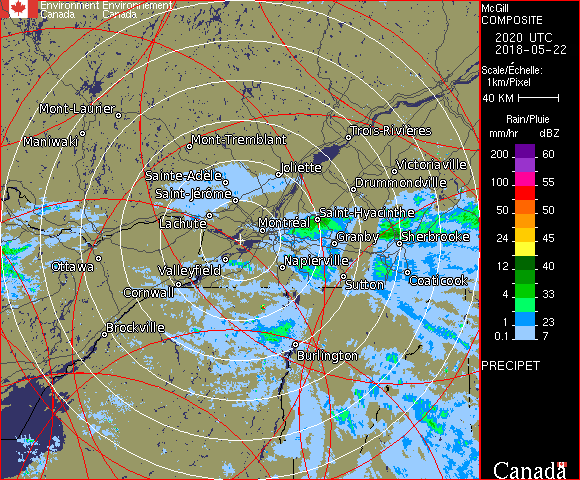 Environment Environnement
Canada Canada
McGill
COMPOSITE
2020 UTC
2018-05-22
Scale/Échelle:
1km/Pixel
40 KM
Rain/Pluie
mm/hr dBZ
200 60
100 55
50 50
24 45
12 40
4 33
1 23
0.1 7
PRECIPET
Canada
Mont-Laurier
Maniwaki
Mont-Tremblant
Trois-Rivières
Sainte-Adèle
Joliette
Victoriaville
Saint-Jérôme
Drummondville
Lachute
Montréal
Saint-Hyacinthe
Granby
Sherbrooke
Ottawa
Valleyfield
Napierville
Cornwall
Sutton
Coaticook
Brockville
Burlington